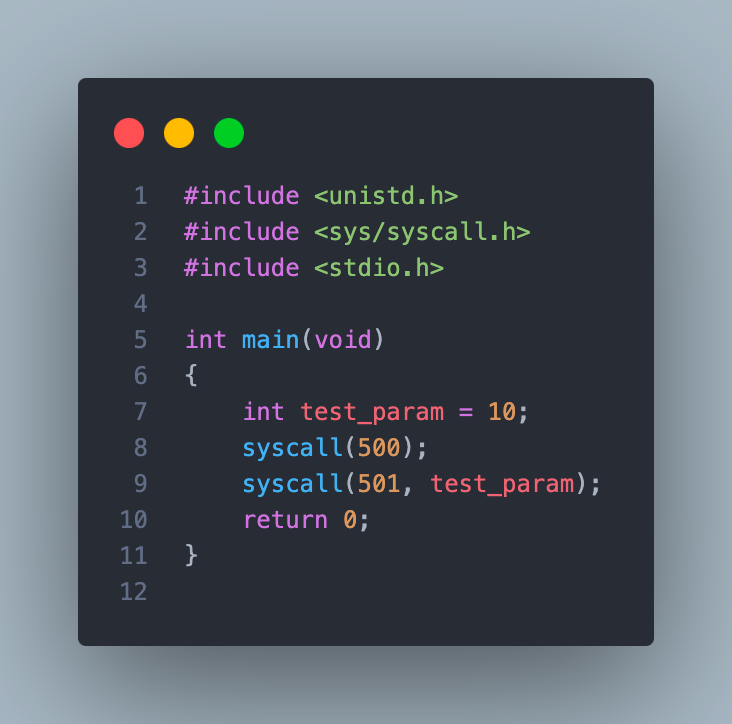 1 #include <unistd.h>
2 #include <sys/syscall.h>
3 #include <stdio.h>
4
5 int main(void)
6 {
7     int test_param = 10;
8     syscall(500);
9     syscall(501, test_param);
10     return 0;
11 }
12